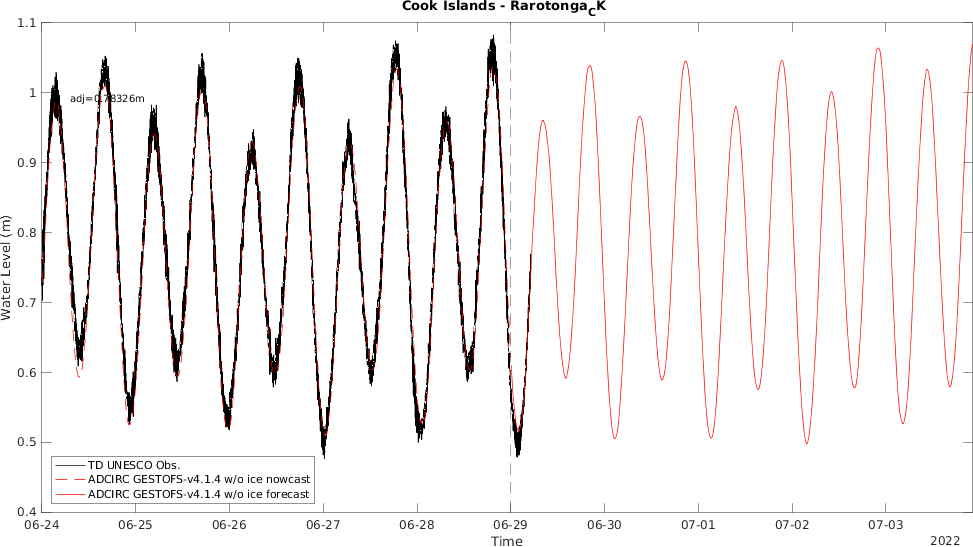 Cook Islands - Rarotonga_CK
adj=0.78326m
Water Level (m)
1.1
1
0.9
0.8
0.7
0.6
0.5
0.4
TD UNESCO Obs.
ADCIRC GESTOFS-v4.1.4 w/o ice nowcast
ADCIRC GESTOFS-v4.1.4 w/o ice forecast
06-24 06-25 06-26 06-27 06-28 06-29 06-30 07-01 07-02 07-03
Time
2022